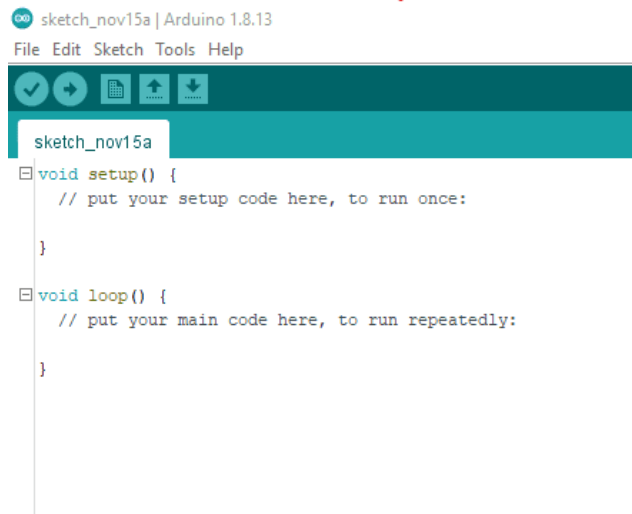 sketch_nov15a | Arduino 1.8.13
File Edit Sketch Tools Help
sketch_nov15a
void setup() {
// put your setup code here, to run once:
}
void loop() {
// put your main code here, to run repeatedly:
}